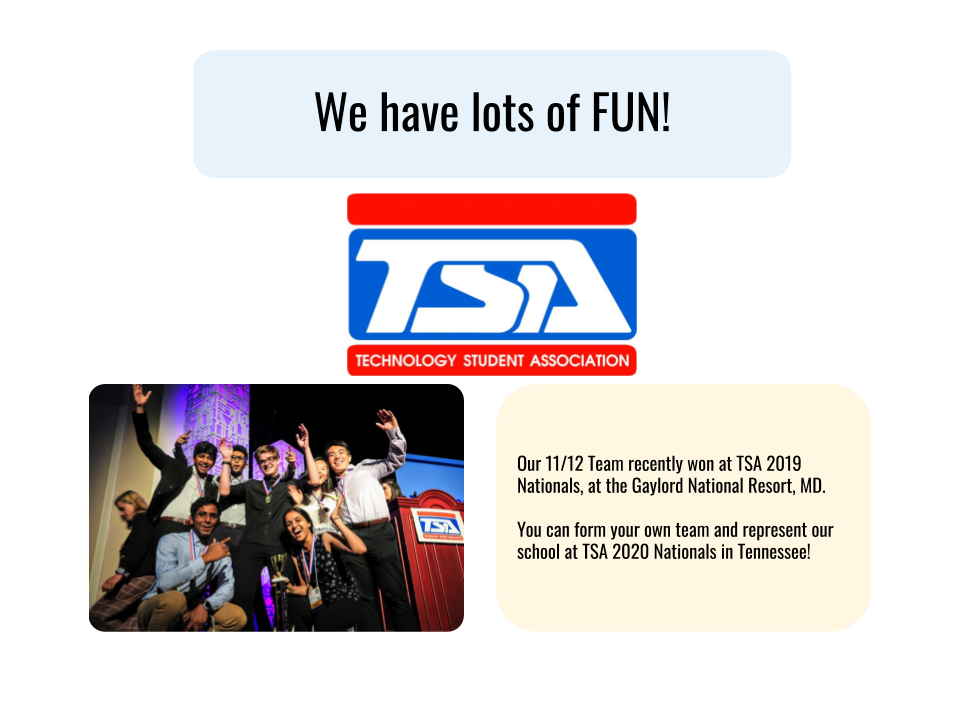 We have lots of FUN!
TSA
TECHNOLOGY STUDENT ASSOCIATION
TSA
Our 11/12 Team recently won at TSA 2019
Nationals, at the Gaylord National Resort, MD.
You can form your own team and represent our
school at TSA 2020 Nationals in Tennessee!